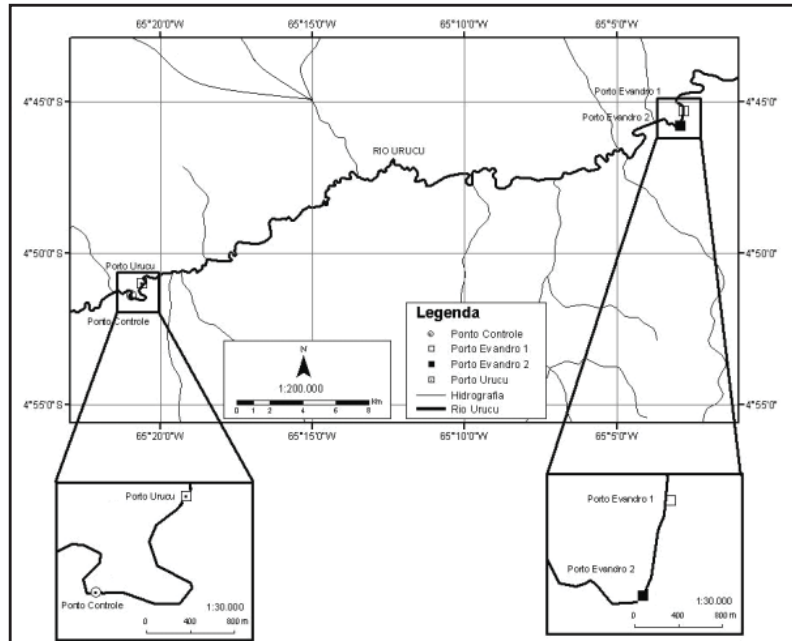 65°20'0"W 65°15'0"W 65°10'0"W 65°5'0"W
4°45'0"S 4°45'0"S
Porto Evandro 1
Porto Evandro 2
RIO URUCU
4°50'0"S 4°50'0"S
Porto Urucu
Ponto Controle
Legenda
Ponto Controle
Porto Evandro 1
Porto Evandro 2
Porto Urucu
Hidrografia
Rio Urucu
N
1:200.000
0 1 2 4 6 8 Nm
4°55'0"S 4°55'0"S
65°20'0"W 65°15'0"W 65°10'0"W 65°5'0"W
Porto Urucu
Ponto Controle
1:30.000
0 400 800 m
Porto Evandro 1
Porto Evandro 2
1:30.000
0 400 800 m